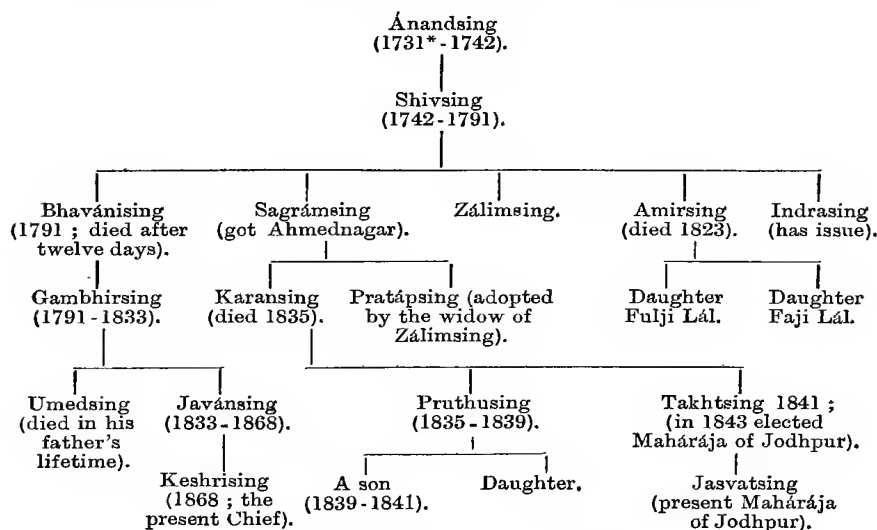 Ánandsing
(1731*-1742).
Shivsing
(1742-1791).
Bhavánising
(1791 ; died after
twelve days).
Sagrámsing
(got Ahmednagar).
Zálimsing.
Amirsing
(died 1823).
Indrasing
(has issue).
Gambhirsing
(1791-1833).
Karansing
(died 1835).
Pratápsing (adopted
by the widow of
Zálimsing).
Daughter
Fulji Lál.
Daughter
Faji Lál.
Umedsing
(died in his
father's
lifetime).
Javánsing
(1833-1868).
Pruthusing
(1835-1839).
Takhtsing 1841 ;
(in 1843 elected
Mahárája of Jodhpur).
Keshrising
(1868 ; the
present Chief).
A son
(1839-1841).
Daughter.
Jasvatsing
(present Mahárája
of Jodhpur).